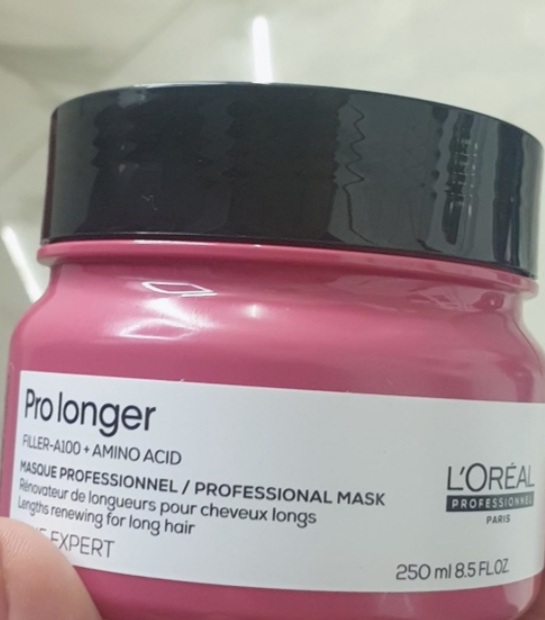 Pro longer
FILLER-A100 + AMINO ACID
MASQUE PROFESSIONNEL / PROFESSIONAL MASK
Rénovateur de longueurs pour cheveux longs
Lengths renewing for long hair
EXPERT
L'ORÉAL
PROFESSIONNEL
PARIS
250 ml 8.5 FL.OZ